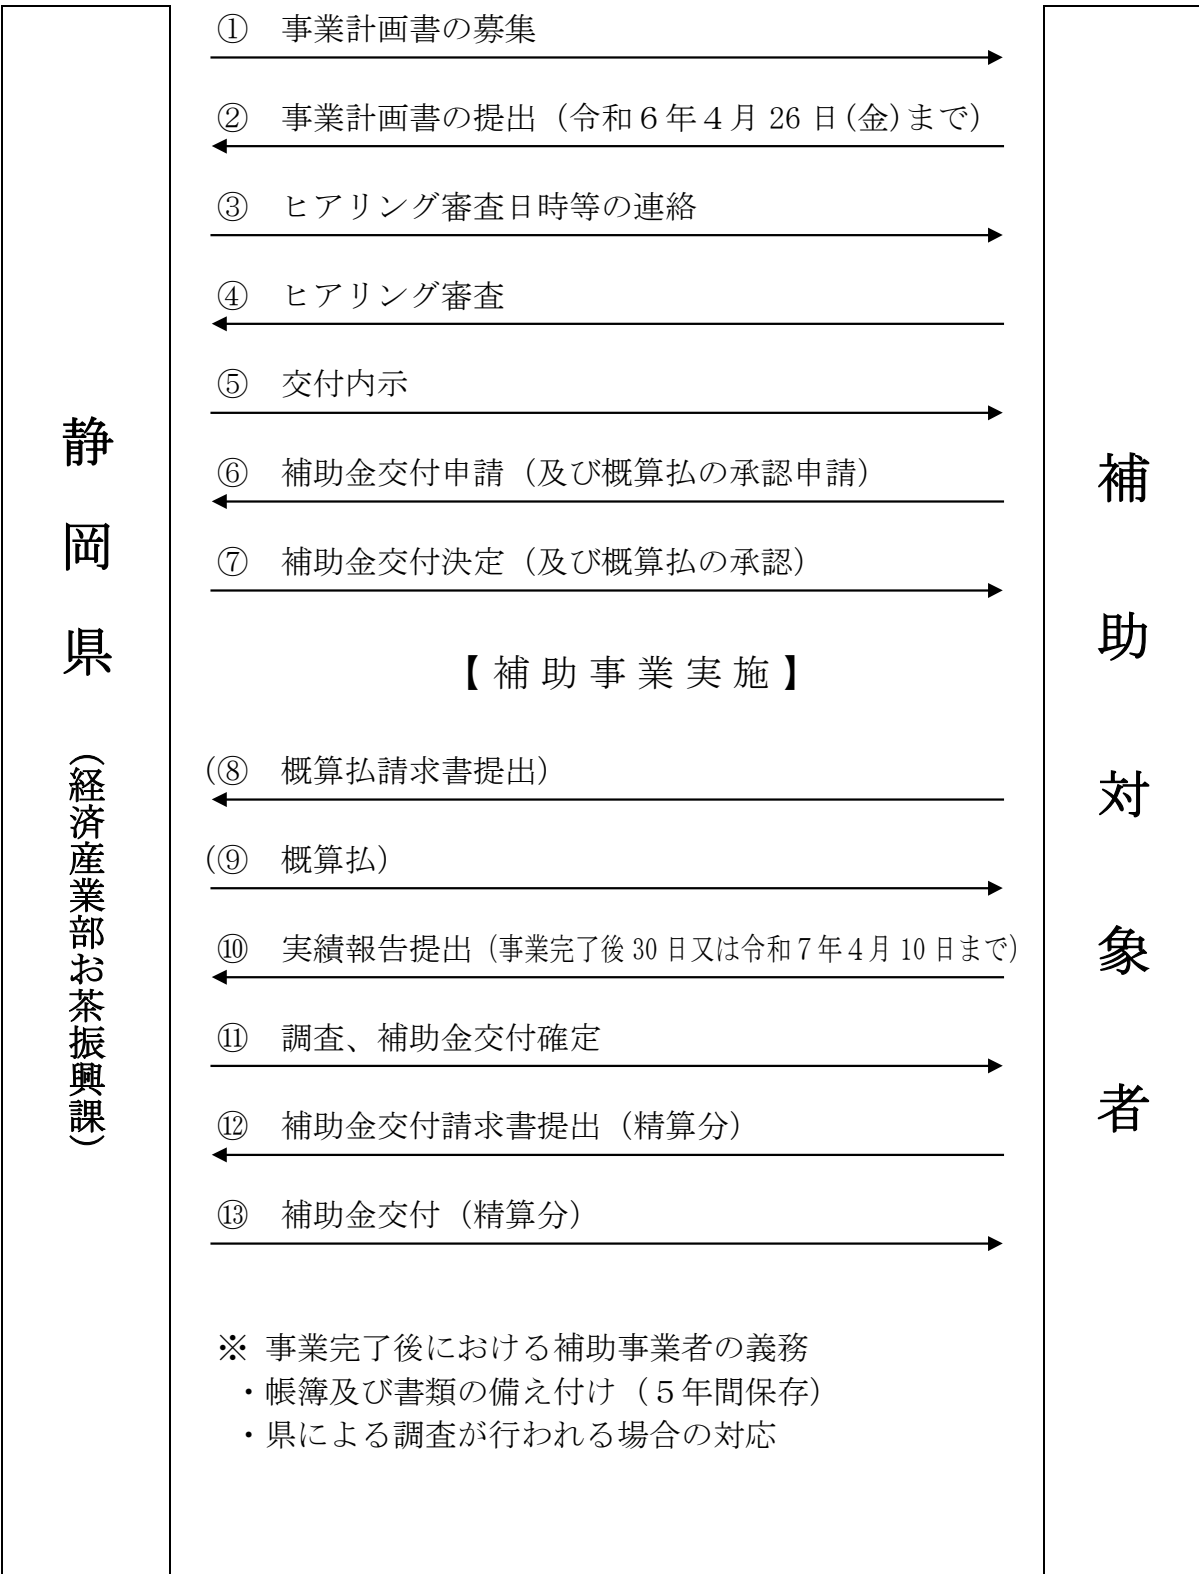 静岡県（経済産業部お茶振興課）
① 事業計画書の募集
② 事業計画書の提出（令和６年４月 26 日(金)まで）
③ ヒアリング審査日時等の連絡
④ ヒアリング審査
⑤ 交付内示
⑥ 補助金交付申請（及び概算払の承認申請）
⑦ 補助金交付決定（及び概算払の承認）
【補助事業実施】
(⑧ 概算払請求書提出)
(⑨ 概算払)
⑩ 実績報告提出（事業完了後 30 日又は令和７年４月 10 日まで）
⑪ 調査、補助金交付確定
⑫ 補助金交付請求書提出（精算分）
⑬ 補助金交付（精算分）
※ 事業完了後における補助事業者の義務
・帳簿及び書類の備え付け（５年間保存）
・県による調査が行われる場合の対応
補助対象者